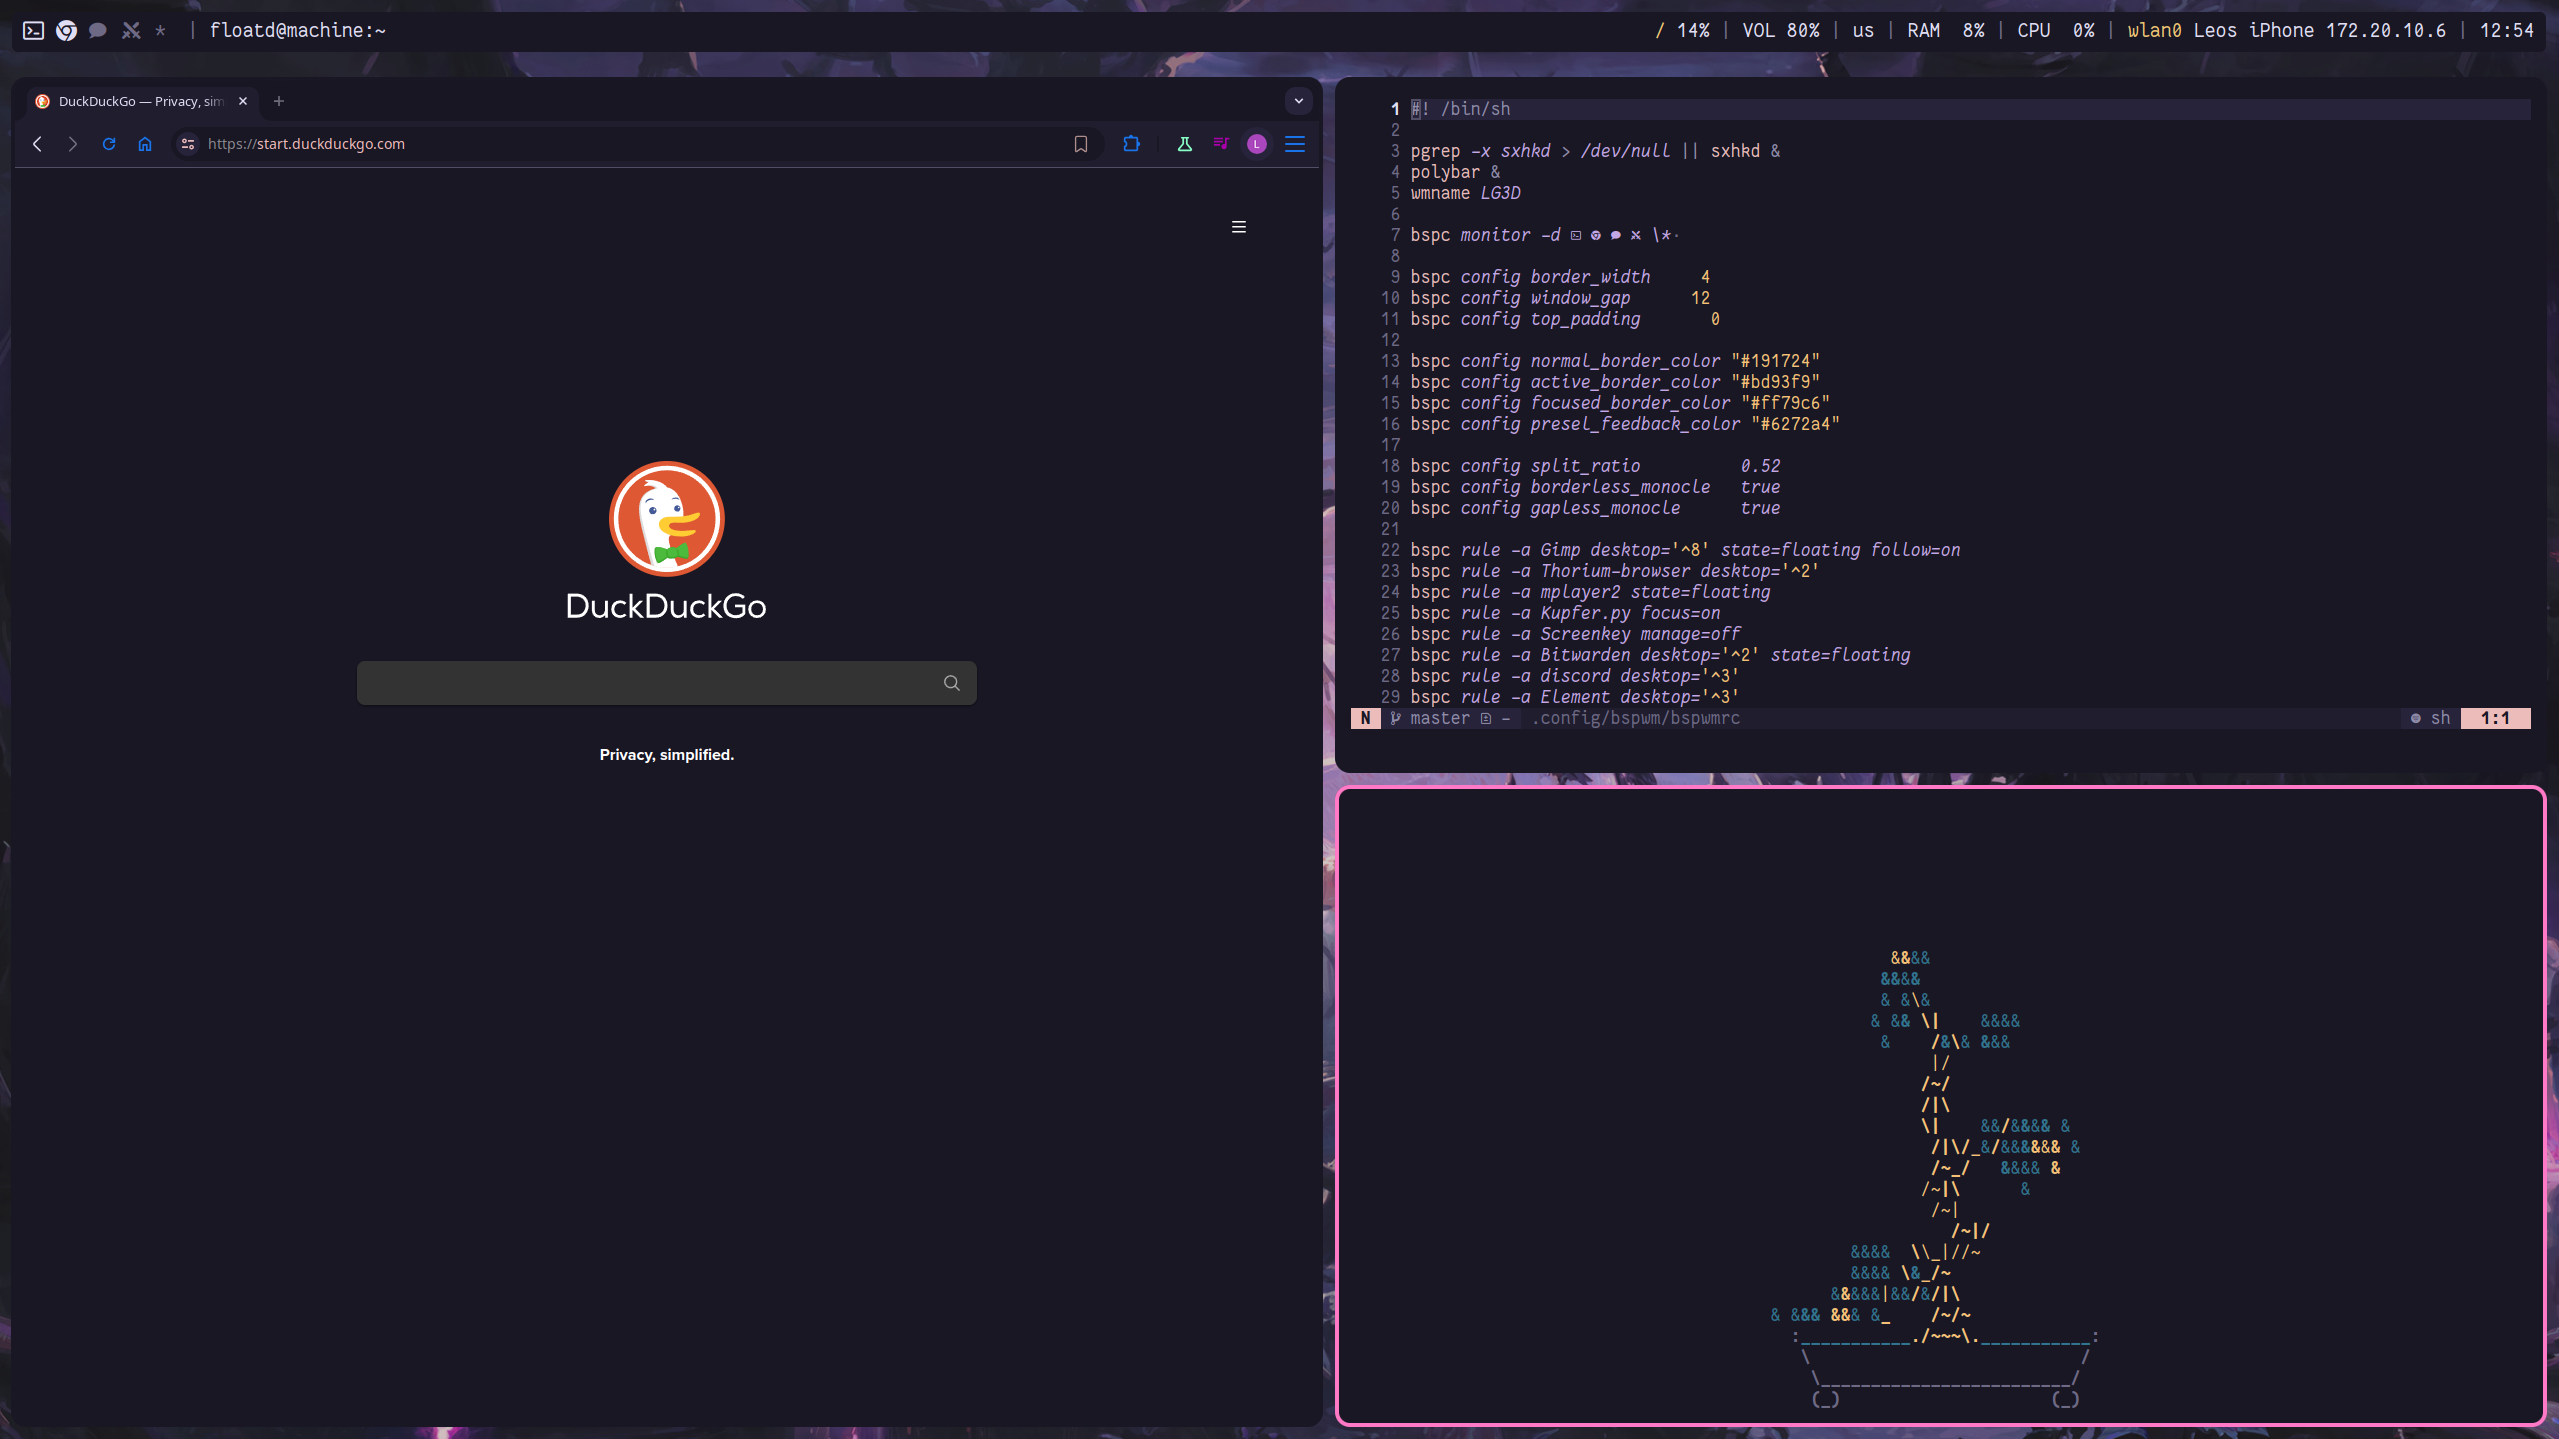 * | floatd@machine:~
/ 14% | VOL 80% | us | RAM  8% | CPU  0% | wlan0 Leos iPhone 172.20.10.6 | 12:54
DuckDuckGo — Privacy, sim
https://start.duckduckgo.com
L
DuckDuckGo
Privacy, simplified.
1 #! /bin/sh
2
3 pgrep -x sxhkd > /dev/null || sxhkd &
4 polybar &
5 wmname LG3D
6
7 bspc monitor -d \*·
8
9 bspc config border_width     4
10 bspc config window_gap      12
11 bspc config top_padding       0
12
13 bspc config normal_border_color "#191724"
14 bspc config active_border_color "#bd93f9"
15 bspc config focused_border_color "#ff79c6"
16 bspc config presel_feedback_color "#6272a4"
17
18 bspc config split_ratio          0.52
19 bspc config borderless_monocle   true
20 bspc config gapless_monocle      true
21
22 bspc rule -a Gimp desktop='^8' state=floating follow=on
23 bspc rule -a Thorium-browser desktop='^2'
24 bspc rule -a mplayer2 state=floating
25 bspc rule -a Kupfer.py focus=on
26 bspc rule -a Screenkey manage=off
27 bspc rule -a Bitwarden desktop='^2' state=floating
28 bspc rule -a discord desktop='^3'
29 bspc rule -a Element desktop='^3'
N master - .config/bspwm/bspwmrc sh 1:1
            &&&&
           &&&&
           & &\&
          & && \|    &&&&
           &    /&\& &&&
                |/
               /~/
               /|\
               \|    &&/&&&& &
                /|\/_&/&&&&&& &
                /~_/   &&&& &
               /~|\      &
                /~|
                  /~|/
        &&&&  \\_|//~
        &&&& \&_/~
      &&&&&|&&/&/|\
& &&& &&& &_    /~/~
  :___________./~~~\.___________:
   \                           /
    \_________________________/
    (_)                     (_)